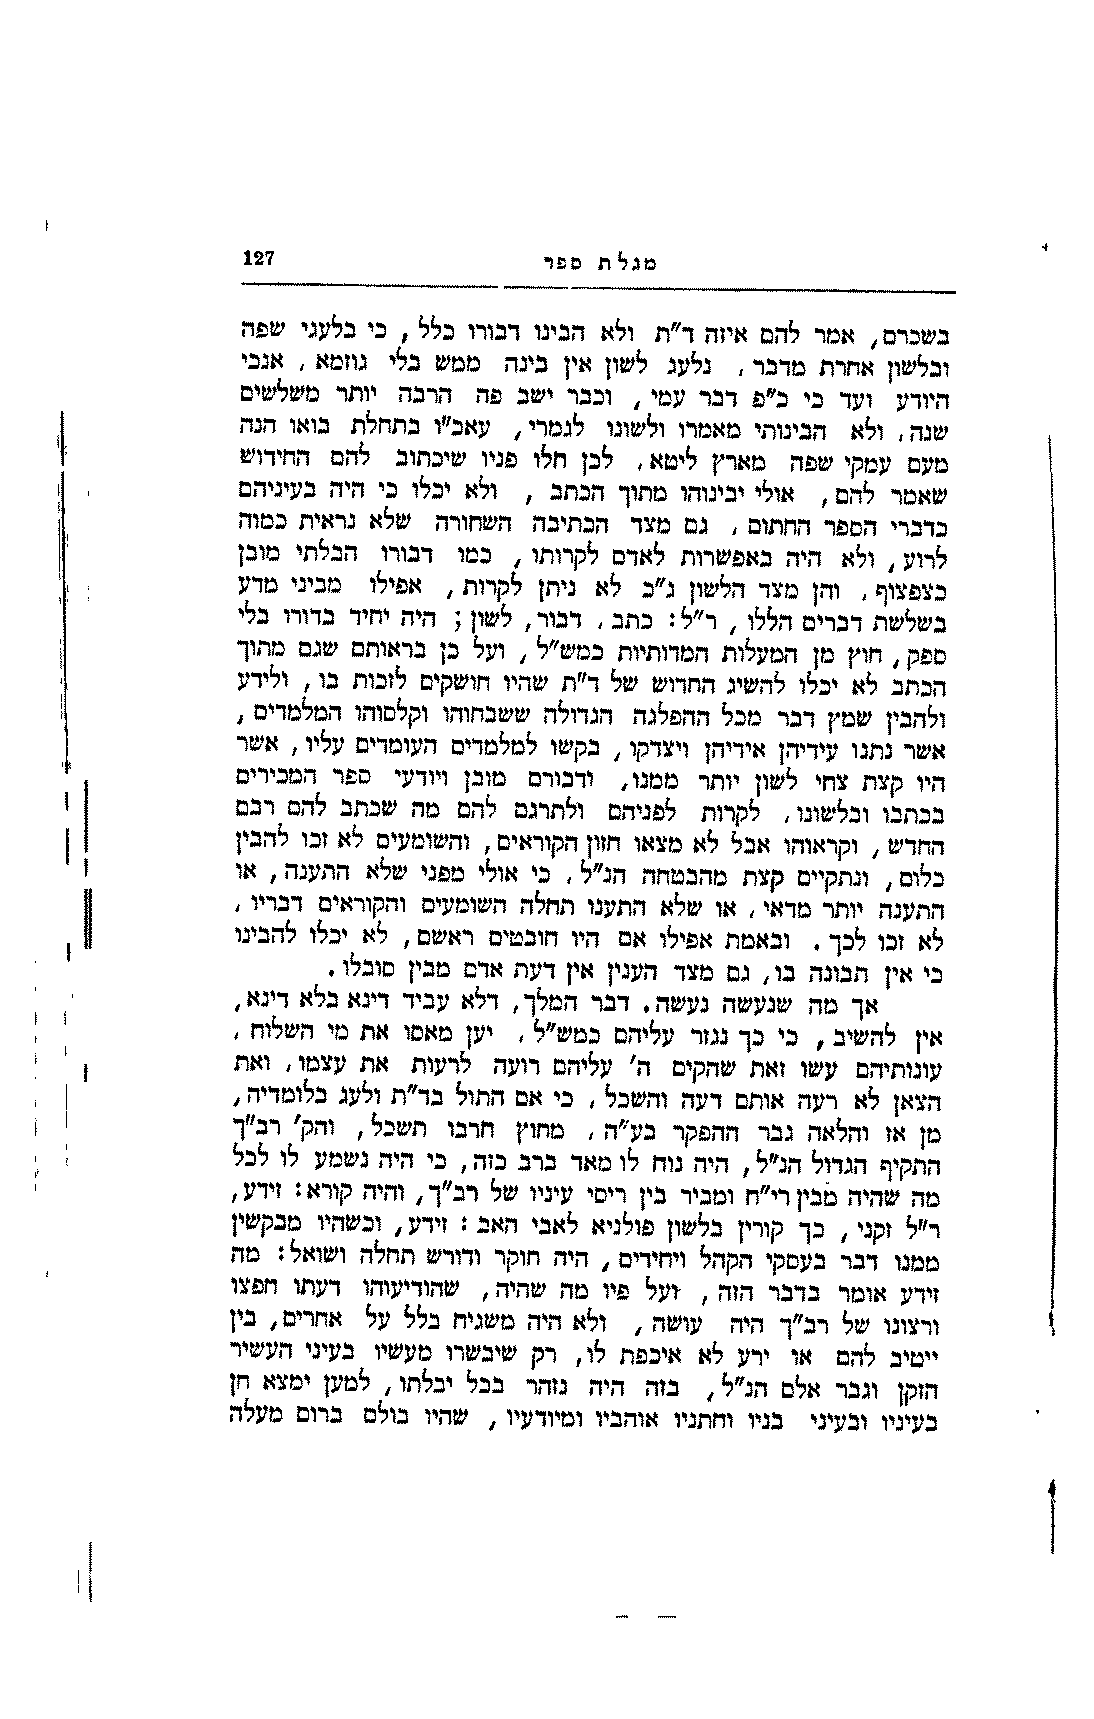 מגלת ספר 127
בשכרם, אמר להם איזה ד"ת ולא הבינו דבורו כלל, כי בלעגי שפה
ובלשון אחרת מדבר, נלעג לשון אין בינה ממש בלי גוזמא, אנכי
היודע ועד כי כ"פ דבר עמי, וכבר ישב פה הרבה יותר משלשים
שנה, ולא הבינותי מאמרו ולשונו לגמרי, עאכ"ו בתחלת בואו הנה
מעם עמקי שפה מארץ ליטא, לכן חלו פניו שיכתוב להם החידוש
שאמר להם, אולי יבינוהו מתוך הכתב, ולא יכלו כי היה בעיניהם
כדברי הספר החתום, גם מצד הכתיבה השחורה שלא נראית כמוה
לרוע, ולא היה באפשרות לאדם לקרותו, כמו דבורו הבלתי מובן
כצפצוף, והן מצד הלשון ג"כ לא ניתן לקרות, אפילו מביני מדע
בשלשת דברים הללו, ר"ל: כתב, דבור, לשון; היה יחיד בדורו בלי
ספק, חוץ מן המעלות המדותיות כמש"ל, ועל כן בראותם שגם מתוך
הכתב לא יכלו להשיג החדוש של ד"ת שהיו חושקים לזכות בו, ולידע
ולהבין שמץ דבר מכל ההפלגה הגדולה ששבחוהו וקלסוהו המלמדים,
אשר נתנו עידיהן אידיהן ויצדקו, בקשו למלמדים העומדים עליו, אשר
היו קצת צחי לשון יותר ממנו, ודבורם מובן ויודעי ספר המכירים
בכתבו ובלשונו, לקרות לפניהם ולתרגם להם מה שכתב להם רבם
החדש, וקראוהו אבל לא מצאו חזון הקוראים, והשומעים לא זכו להבין
כלום, ונתקיים קצת מהבטחה הנ"ל, כי אולי מפני שלא התענה, או
התענה יותר מדאי, או שלא התענו תחלה השומעים והקוראים דבריו,
לא זכו לכך. ובאמת אפילו אם היו חובטים ראשם, לא יכלו להבינו
כי אין תבונה בו, גם מצד הענין אין דעת אדם מבין סובלו.
אך מה שנעשה נעשה. דבר המלך, דלא עביד דינא בלא דינא,
אין להשיב, כי כך נגזר עליהם כמש"ל, יען מאסו את מי השלוח,
עונותיהם עשו זאת שהקים ה' עליהם רועה לרעות את עצמו, ואת
הצאן לא רעה אותם דעה והשכל, כי אם התול בד"ת ולעג בלומדיה,
מן אז והלאה גבר ההפקר בע"ה, מחוץ חרבו תשכל, והק' רב"ך
התקיף הגדול הנ"ל, היה נוח לו מאד ברב כזה, כי היה נשמע לו לכל
מה שהיה מבין רי"ח ומביר בין ריסי עיניו של רב"ך, והיה קורא: זידע,
ר"ל זקני, כך קורין בלשון פולניא לאבי האב: זידע, וכשהיו מבקשין
ממנו דבר בעסקי הקהל ויחידים, היה חוקר ודורש תחלה ושואל: מה
זידע אומר בדבר הזה, ועל פיו מה שהיה, שהודיעוהו דעתו חפצו
ורצונו של רב"ך היה עושה, ולא היה משגיח בלל על אחרים, בין
ייטיב להם או ירע לא איכפת לו, רק שיבשרו מעשיו בעיני העשיר
הזקן וגבר אלם הנ"ל, בזה היה נזהר בכל יכלתו, למען ימצא חן
בעיניו ובעיני בניו וחתניו אוהביו ומיודעיו, שהיו כולם ברום מעלה